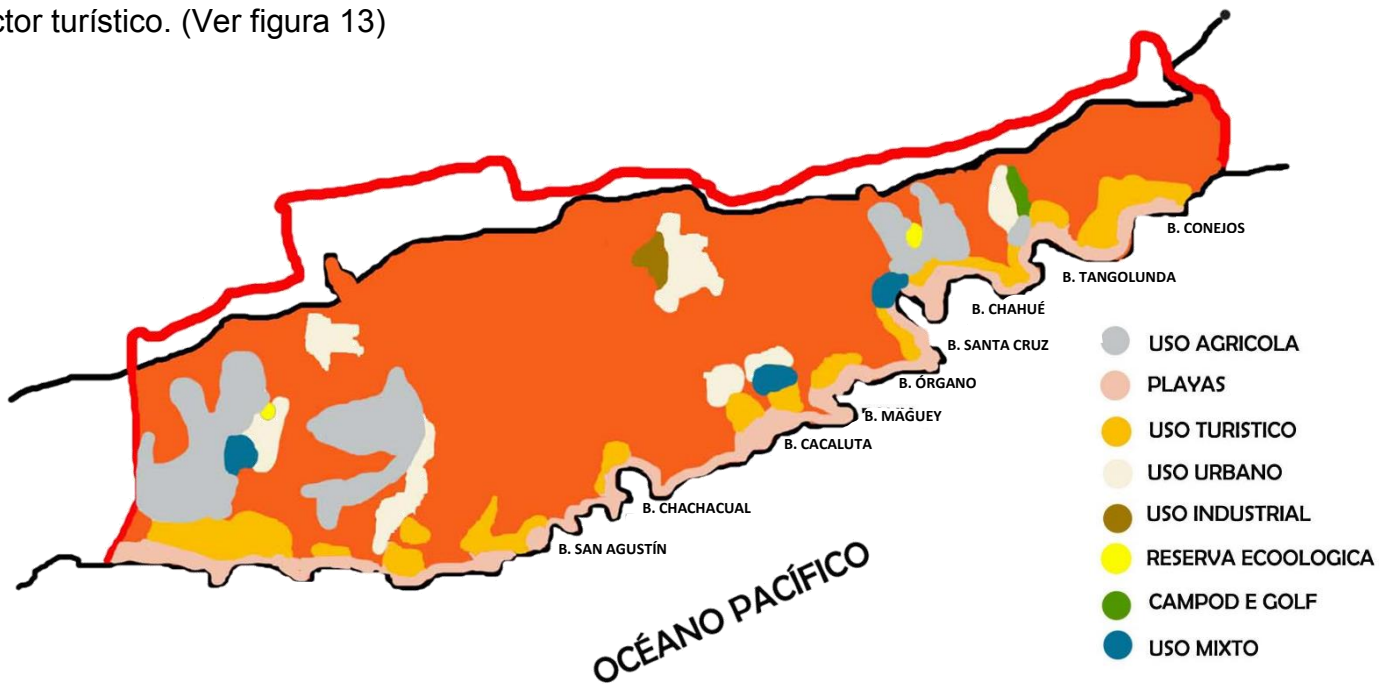 ctor turístico. (Ver figura 13)
B. CONEJOS
B. TANGOLUNDA
B. CHAHUÉ
B. SANTA CRUZ
B. ÓRGANO
B. MAGUEY
B. CACALUTA
B. CHACHACUAL
B. SAN AGUSTÍN
OCÉANO PACÍFICO
USO AGRICOLA
PLAYAS
USO TURISTICO
USO URBANO
USO INDUSTRIAL
RESERVA ECOOLOGICA
CAMPOD E GOLF
USO MIXTO